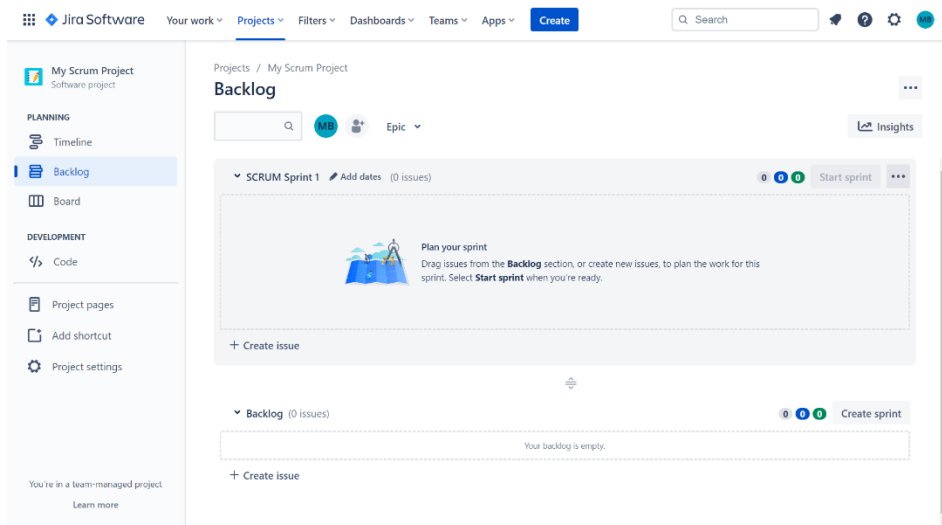 Jira Software Your work Projects Filters Dashboards Teams Apps Create Search MB
My Scrum Project
Software project
PLANNING
Timeline
Backlog
Board
DEVELOPMENT
Code
Project pages
Add shortcut
Project settings
You're in a team-managed project
Learn more
Projects / My Scrum Project
Backlog
MB Epic Insights
SCRUM Sprint 1 Add dates (0 issues) 0 0 0 Start sprint
Plan your sprint
Drag issues from the Backlog section, or create new issues, to plan the work for this
sprint. Select Start sprint when you're ready.
+ Create issue
Backlog (0 issues) 0 0 0 Create sprint
Your backlog is empty.
+ Create issue